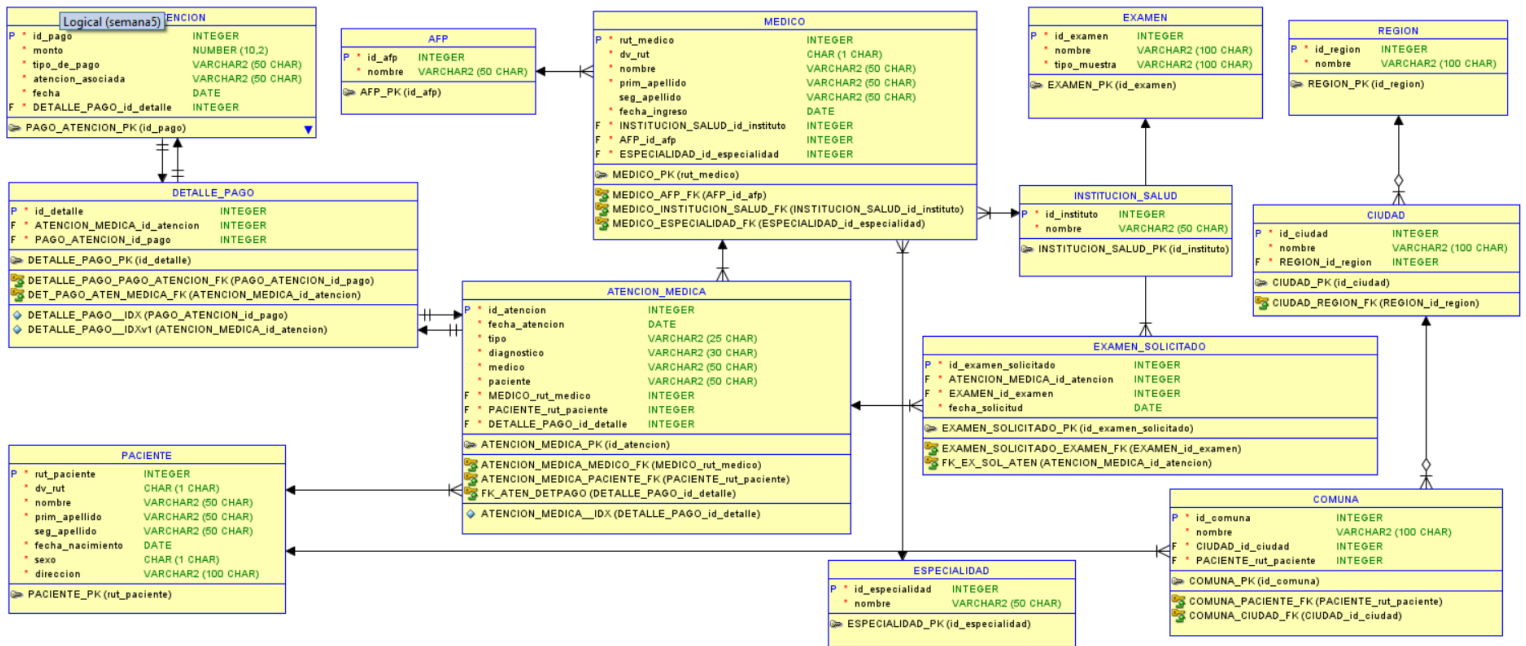 Logical (semana5)
ENCION
P * id_pago INTEGER
* monto NUMBER (10,2)
* tipo_de_pago VARCHAR2 (50 CHAR)
* atencion_asociada VARCHAR2 (50 CHAR)
* fecha DATE
F * DETALLE_PAGO_id_detalle INTEGER
PAGO_ATENCION_PK (id_pago)
AFP
P * id_afp INTEGER
* nombre VARCHAR2 (50 CHAR)
AFP_PK (id_afp)
MEDICO
P * rut_medico INTEGER
* dv_rut CHAR (1 CHAR)
* nombre VARCHAR2 (50 CHAR)
* prim_apellido VARCHAR2 (50 CHAR)
seg_apellido VARCHAR2 (50 CHAR)
* fecha_ingreso DATE
F * INSTITUCION_SALUD_id_instituto INTEGER
F * AFP_id_afp INTEGER
F * ESPECIALIDAD_id_especialidad INTEGER
MEDICO_PK (rut_medico)
MEDICO_AFP_FK (AFP_id_afp)
MEDICO_INSTITUCION_SALUD_FK (INSTITUCION_SALUD_id_instituto)
MEDICO_ESPECIALIDAD_FK (ESPECIALIDAD_id_especialidad)
EXAMEN
P * id_examen INTEGER
* nombre VARCHAR2 (100 CHAR)
* tipo_muestra VARCHAR2 (100 CHAR)
EXAMEN_PK (id_examen)
REGION
P * id_region INTEGER
* nombre VARCHAR2 (100 CHAR)
REGION_PK (id_region)
DETALLE_PAGO
P * id_detalle INTEGER
F * ATENCION_MEDICA_id_atencion INTEGER
F * PAGO_ATENCION_id_pago INTEGER
DETALLE_PAGO_PK (id_detalle)
DETALLE_PAGO_PAGO_ATENCION_FK (PAGO_ATENCION_id_pago)
DET_PAGO_ATEN_MEDICA_FK (ATENCION_MEDICA_id_atencion)
DETALLE_PAGO__IDX (PAGO_ATENCION_id_pago)
DETALLE_PAGO__IDXv1 (ATENCION_MEDICA_id_atencion)
INSTITUCION_SALUD
P * id_instituto INTEGER
* nombre VARCHAR2 (50 CHAR)
INSTITUCION_SALUD_PK (id_instituto)
CIUDAD
P * id_ciudad INTEGER
* nombre VARCHAR2 (100 CHAR)
F * REGION_id_region INTEGER
CIUDAD_PK (id_ciudad)
CIUDAD_REGION_FK (REGION_id_region)
ATENCION_MEDICA
P * id_atencion INTEGER
* fecha_atencion DATE
* tipo VARCHAR2 (25 CHAR)
* diagnostico VARCHAR2 (30 CHAR)
* medico VARCHAR2 (50 CHAR)
* paciente VARCHAR2 (50 CHAR)
F * MEDICO_rut_medico INTEGER
F * PACIENTE_rut_paciente INTEGER
F * DETALLE_PAGO_id_detalle INTEGER
ATENCION_MEDICA_PK (id_atencion)
ATENCION_MEDICA_MEDICO_FK (MEDICO_rut_medico)
ATENCION_MEDICA_PACIENTE_FK (PACIENTE_rut_paciente)
FK_ATEN_DETPAGO (DETALLE_PAGO_id_detalle)
ATENCION_MEDICA__IDX (DETALLE_PAGO_id_detalle)
EXAMEN_SOLICITADO
P * id_examen_solicitado INTEGER
F * ATENCION_MEDICA_id_atencion INTEGER
F * EXAMEN_id_examen INTEGER
* fecha_solicitud DATE
EXAMEN_SOLICITADO_PK (id_examen_solicitado)
EXAMEN_SOLICITADO_EXAMEN_FK (EXAMEN_id_examen)
FK_EX_SOL_ATEN (ATENCION_MEDICA_id_atencion)
PACIENTE
P * rut_paciente INTEGER
* dv_rut CHAR (1 CHAR)
* nombre VARCHAR2 (50 CHAR)
* prim_apellido VARCHAR2 (50 CHAR)
seg_apellido VARCHAR2 (50 CHAR)
* fecha_nacimiento DATE
* sexo CHAR (1 CHAR)
* direccion VARCHAR2 (100 CHAR)
PACIENTE_PK (rut_paciente)
ESPECIALIDAD
P * id_especialidad INTEGER
* nombre VARCHAR2 (50 CHAR)
ESPECIALIDAD_PK (id_especialidad)
COMUNA
P * id_comuna INTEGER
* nombre VARCHAR2 (100 CHAR)
F * CIUDAD_id_ciudad INTEGER
F * PACIENTE_rut_paciente INTEGER
COMUNA_PK (id_comuna)
COMUNA_PACIENTE_FK (PACIENTE_rut_paciente)
COMUNA_CIUDAD_FK (CIUDAD_id_ciudad)